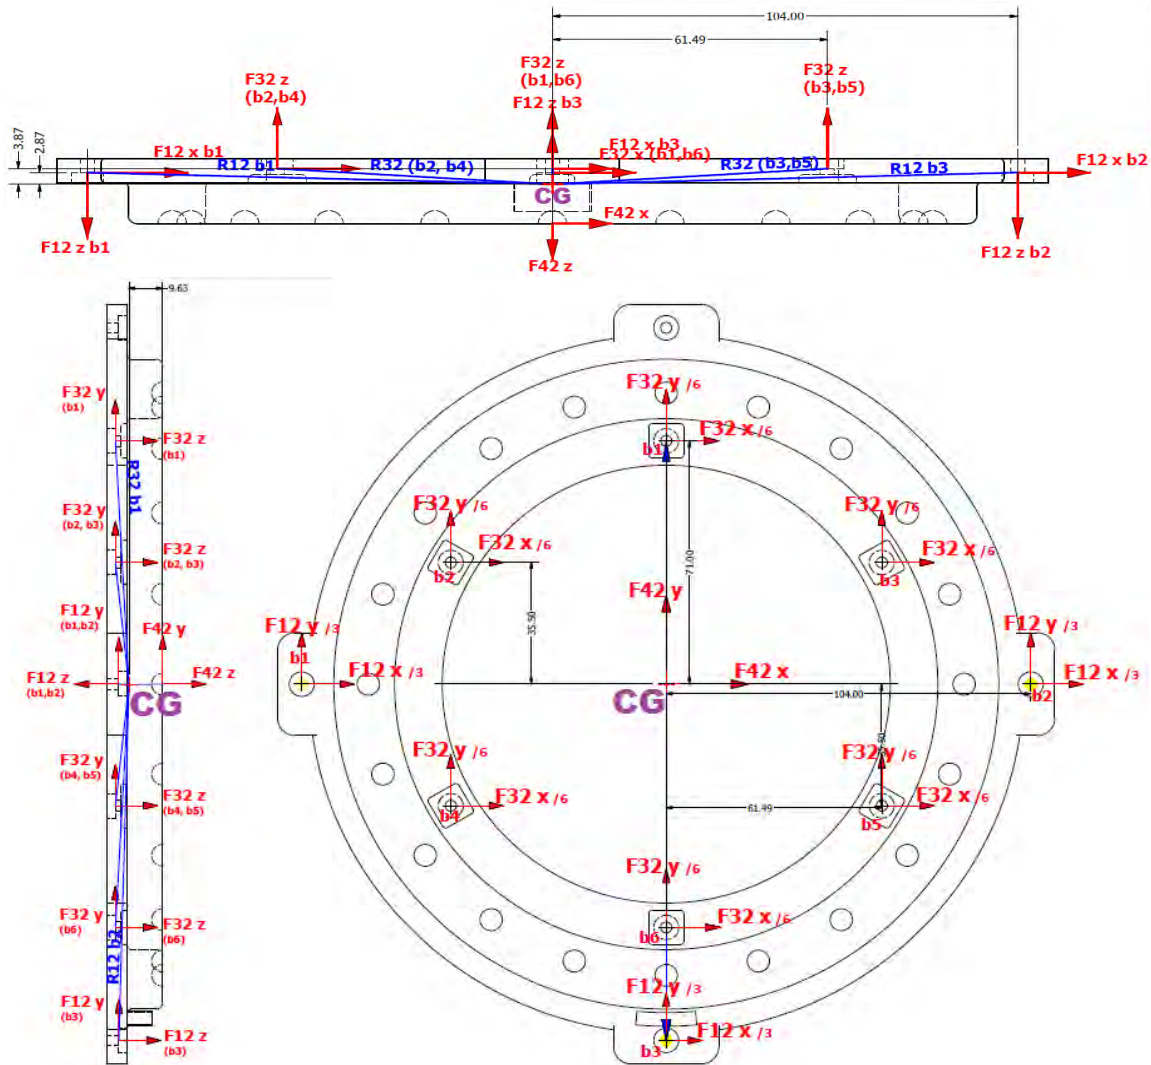 104.00
61.49
F32 z
(b2,b4)
F32 z
(b1,b6)
F12 z b3
F32 z
(b3,b5)
3.87
2.87
F12 x b1
R12 b1
R32 (b2, b4)
F12 x b3
F32 x (b1,b6)
R32 (b3,b5)
R12 b3
F12 x b2
CG
F12 z b1
F42 x
F42 z
F12 z b2
9.63
F32 y
(b1)
F32 z
(b1)
R32 b1
F32 y
(b2, b3)
F32 z
(b2, b3)
F12 y
(b1,b2)
F42 y
F12 z
(b1,b2)
F42 z
CG
F32 y
(b4, b5)
F32 z
(b4, b5)
F32 y
(b6)
F32 z
(b6)
R12 b2
F12 y
(b3)
F12 z
(b3)
F32 y /6
F32 x /6
b1
F32 y /6
F32 x /6
b2
F32 y /6
F32 x /6
b3
71.00
35.50
F42 y
F12 y /3
b1
F12 x /3
F42 x
CG
104.00
F12 y /3
F12 x /3
b2
F32 y /6
F32 x /6
b4
F32 y /6
F32 x /6
b5
61.49
F32 y /6
F32 x /6
b6
F12 y /3
F12 x /3
b3